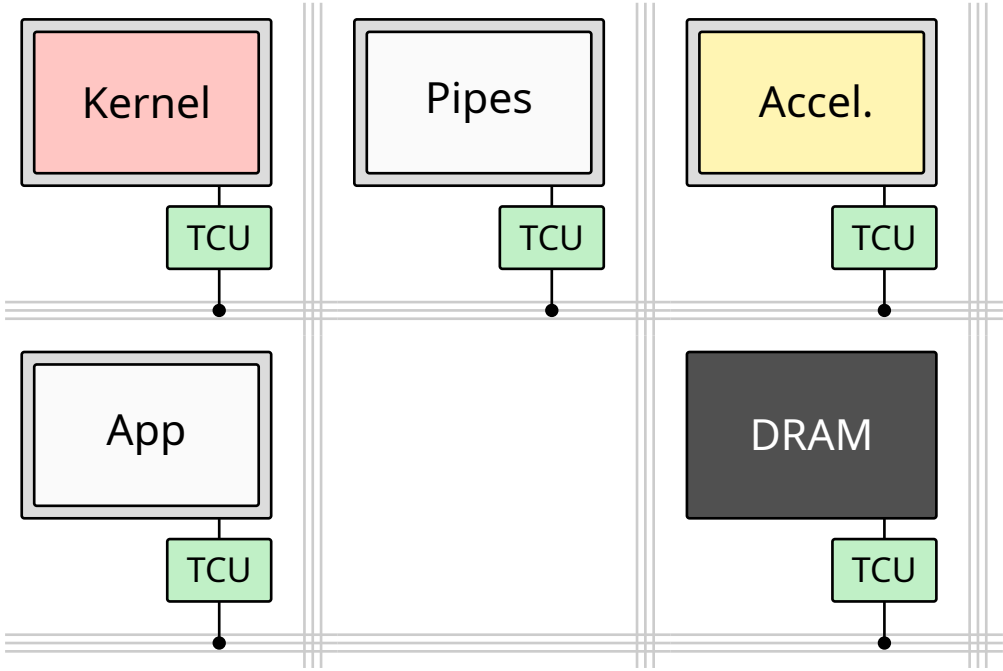 Kernel
Pipes
Accel.
TCU
TCU
TCU
App
DRAM
TCU
TCU